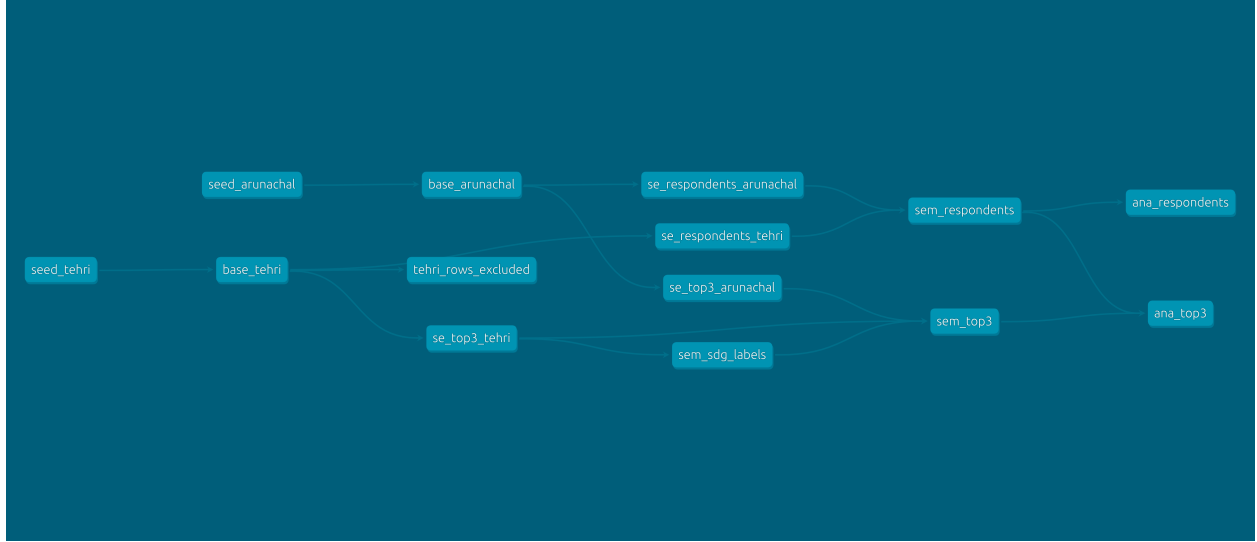 seed_arunachal
base_arunachal
se_respondents_arunachal
ana_respondents
sem_respondents
se_respondents_tehri
seed_tehri
base_tehri
tehri_rows_excluded
se_top3_arunachal
ana_top3
sem_top3
se_top3_tehri
sem_sdg_labels